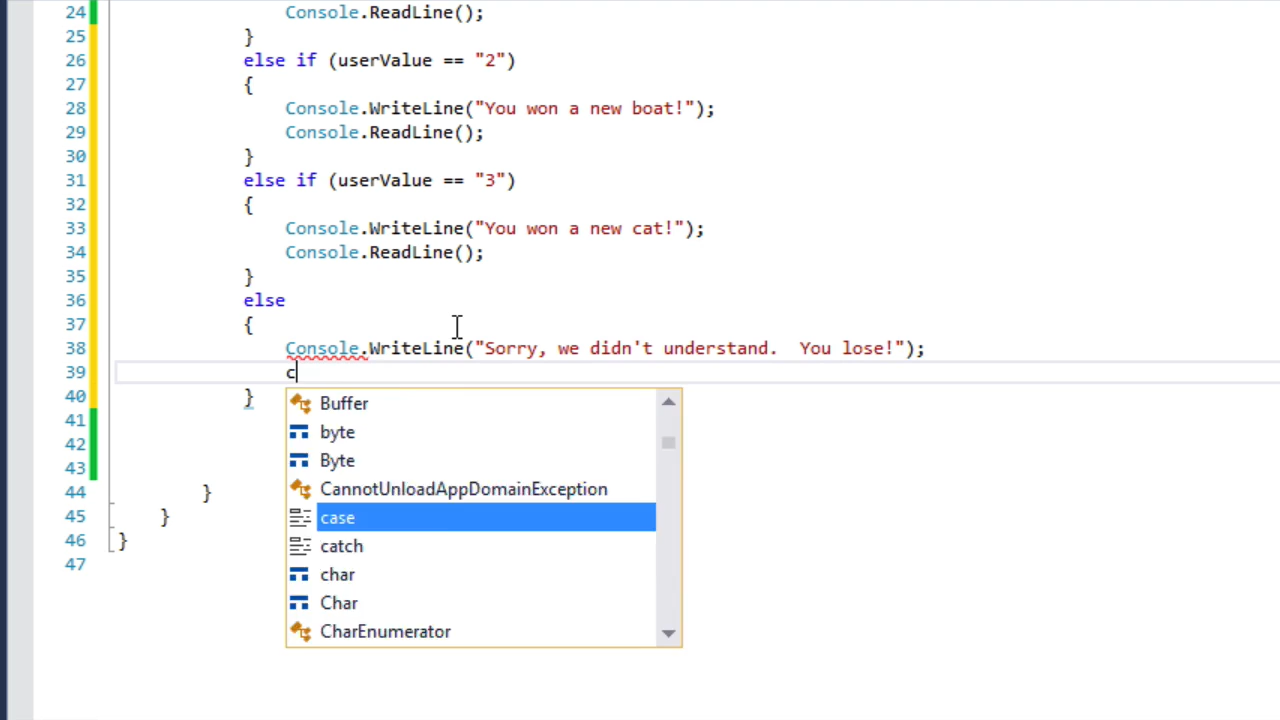 24 Console.ReadLine();
25 }
26 else if (userValue == "2")
27 {
28 Console.WriteLine("You won a new boat!");
29 Console.ReadLine();
30 }
31 else if (userValue == "3")
32 {
33 Console.WriteLine("You won a new cat!");
34 Console.ReadLine();
35 }
36 else
37 {
38 Console.WriteLine("Sorry, we didn't understand.  You lose!");
39 c
40 }
41
42
43
44 }
45 }
46 }
47
Buffer
byte
Byte
CannotUnloadAppDomainException
case
catch
char
Char
CharEnumerator